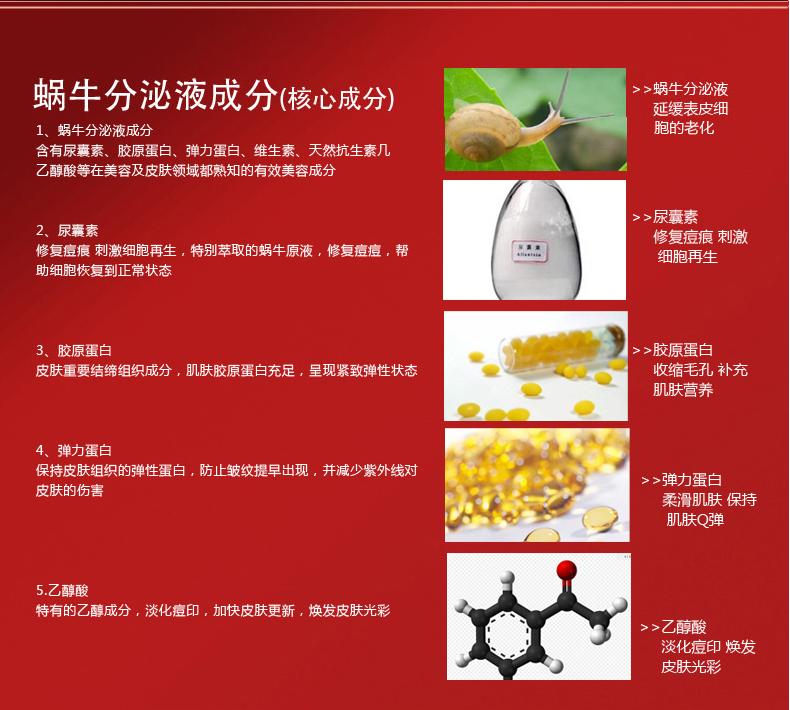 蜗牛分泌液成分(核心成分)
1、蜗牛分泌液成分
含有尿囊素、胶原蛋白、弹力蛋白、维生素、天然抗生素几
乙醇酸等在美容及皮肤领域都熟知的有效美容成分
>>蜗牛分泌液
延缓表皮细
胞的老化
2、尿囊素
修复痘痕 刺激细胞再生，特别萃取的蜗牛原液，修复痘痘，帮
助细胞恢复到正常状态
尿囊素
Allantoin
>>尿囊素
修复痘痕 刺激
细胞再生
3、胶原蛋白
皮肤重要结缔组织成分，肌肤胶原蛋白充足，呈现紧致弹性状态
>>胶原蛋白
收缩毛孔 补充
肌肤营养
4、弹力蛋白
保持皮肤组织的弹性蛋白，防止皱纹提早出现，并减少紫外线对
皮肤的伤害
>>弹力蛋白
柔滑肌肤 保持
肌肤Q弹
5.乙醇酸
特有的乙醇成分，淡化痘印，加快皮肤更新，焕发皮肤光彩
>>乙醇酸
淡化痘印 焕发
皮肤光彩